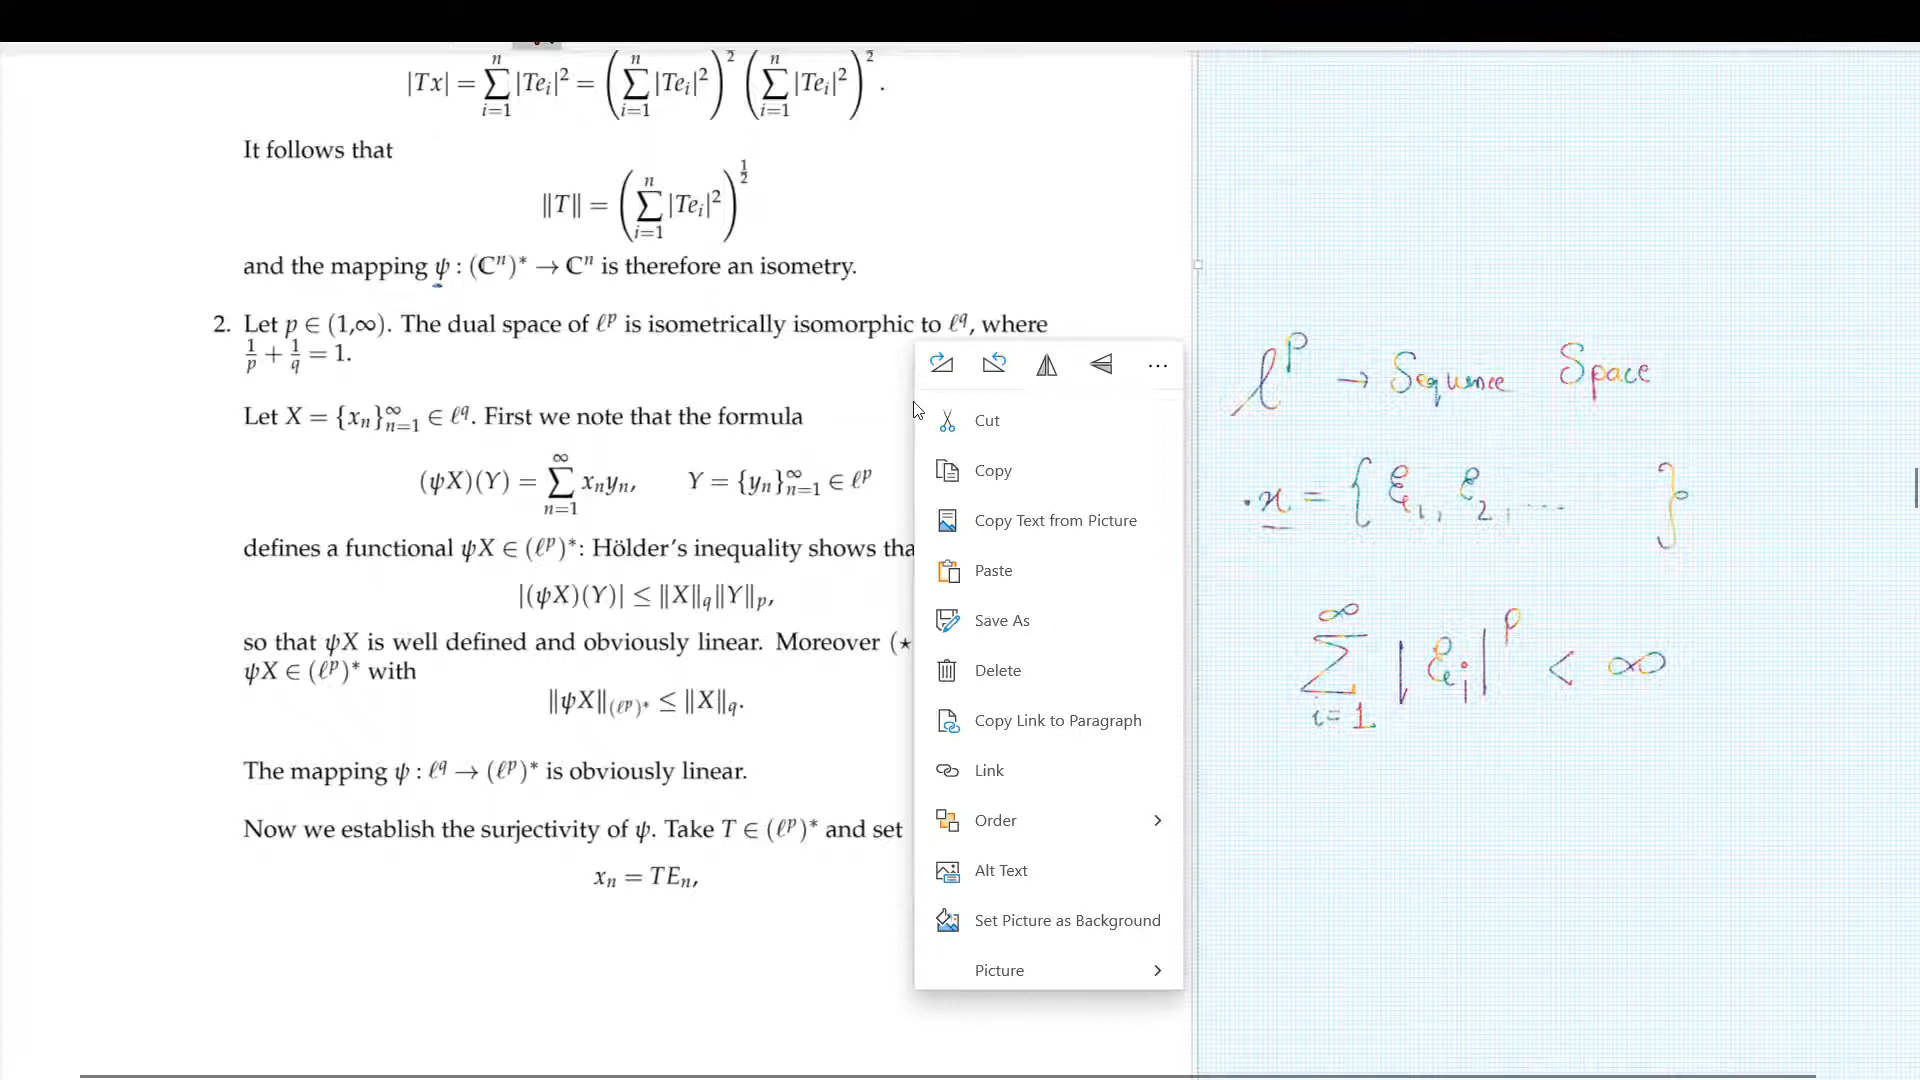 |Tx| = ∑_{i=1}^{n} |Te_i|² = (∑_{i=1}^{n} |Te_i|²)^{2} (∑_{i=1}^{n} |Te_i|²)^{2}.
It follows that
‖T‖ = (∑_{i=1}^{n} |Te_i|²)^{1/2}
and the mapping ψ : (ℂⁿ)* → ℂⁿ is therefore an isometry.
2. Let p ∈ (1,∞). The dual space of ℓ^p is isometrically isomorphic to ℓ^q, where
1/p + 1/q = 1.
Let X = {x_n}_{n=1}^∞ ∈ ℓ^q. First we note that the formula
(ψX)(Y) = ∑_{n=1}^∞ x_n y_n, Y = {y_n}_{n=1}^∞ ∈ ℓ^p
defines a functional ψX ∈ (ℓ^p)*: Hölder's inequality shows tha
|(ψX)(Y)| ≤ ‖X‖_q‖Y‖_p,
so that ψX is well defined and obviously linear. Moreover (⋆
ψX ∈ (ℓ^p)* with
‖ψX‖_{(ℓ^p)*} ≤ ‖X‖_q.
The mapping ψ : ℓ^q → (ℓ^p)* is obviously linear.
Now we establish the surjectivity of ψ. Take T ∈ (ℓ^p)* and set
x_n = TE_n,
Cut
Copy
Copy Text from Picture
Paste
Save As
Delete
Copy Link to Paragraph
Link
Order
Alt Text
Set Picture as Background
Picture
ℓ^p → Sequence Space
x = { ξ_1, ξ_2, ... }
∑_{i=1}^∞ |ξ_i|^p < ∞